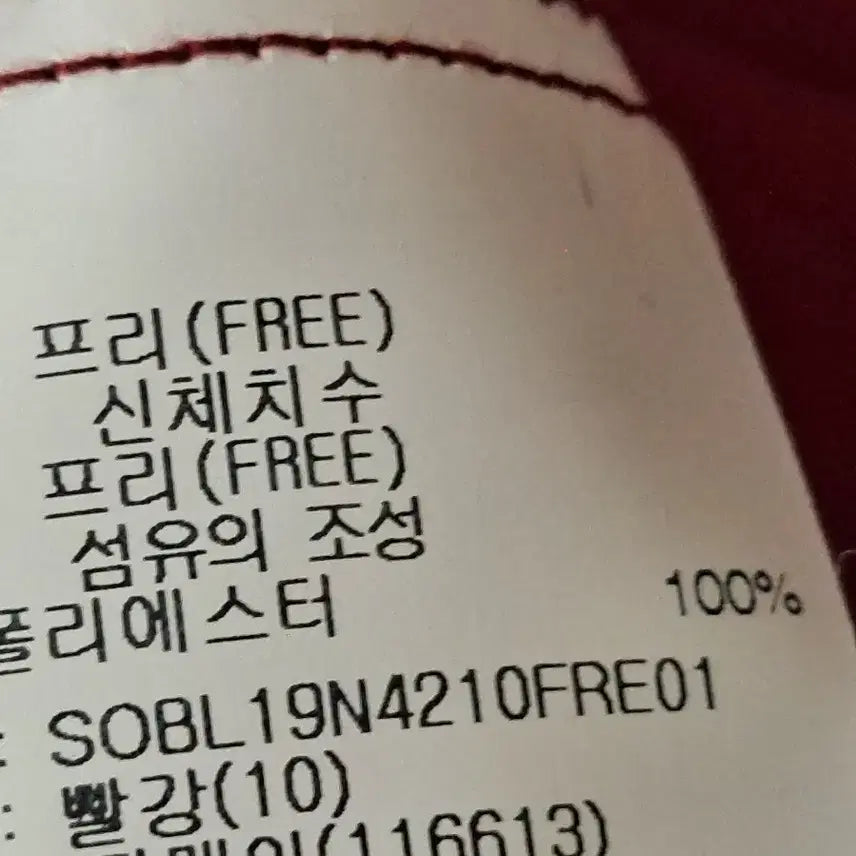 프리(FREE)
신체치수
프리(FREE)
섬유의 조성
폴리에스터 100%
: SOBL19N4210FRE01
: 빨강(10)
(116613)